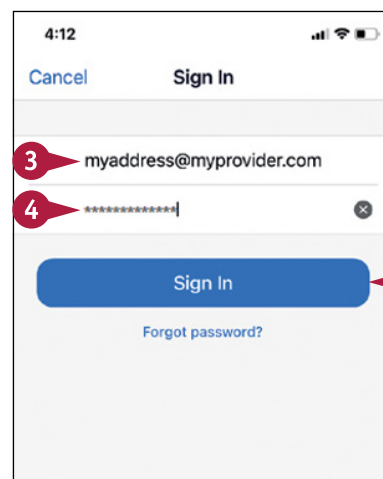 4:12
Cancel Sign In
3 myaddress@myprovider.com
4 *************
Sign In
Forgot password?